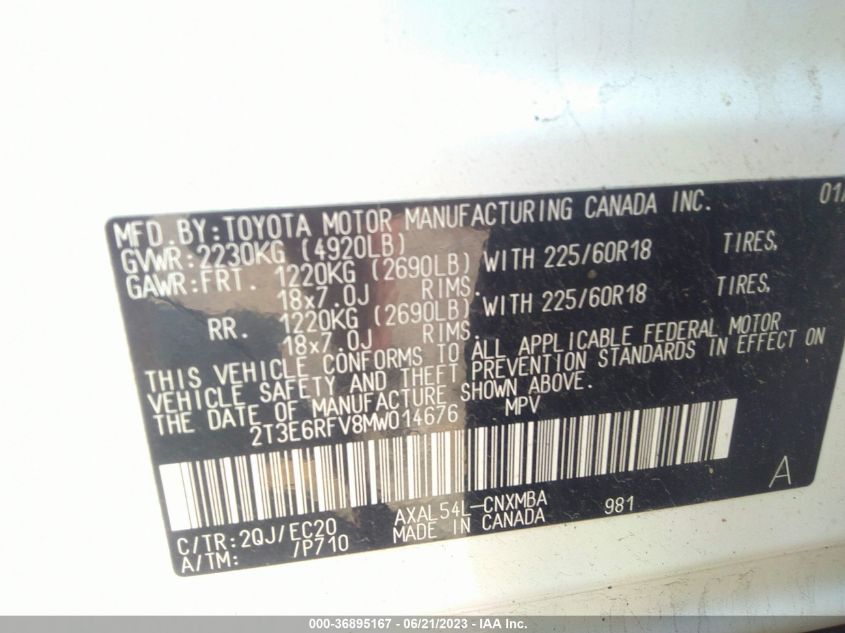 MFD. BY: TOYOTA MOTOR MANUFACTURING CANADA INC. 01/
GVWR: 2230KG (4920LB)
GAWR: FRT. 1220KG (2690LB) WITH 225/60R18 TIRES,
18x7.0J RIMS.
RR. 1220KG (2690LB) WITH 225/60R18 TIRES,
18x7.0J RIMS.
THIS VEHICLE CONFORMS TO ALL APPLICABLE FEDERAL MOTOR
VEHICLE SAFETY AND THEFT PREVENTION STANDARDS IN EFFECT ON
THE DATE OF MANUFACTURE SHOWN ABOVE.
2T3E6RFV8MW014676 MPV
A
AXAL54L-CNXMBA 981
C/TR: 2QJ/EC20 MADE IN CANADA
A/TM: /P710
000-36895167 - 06/21/2023 - IAA Inc.